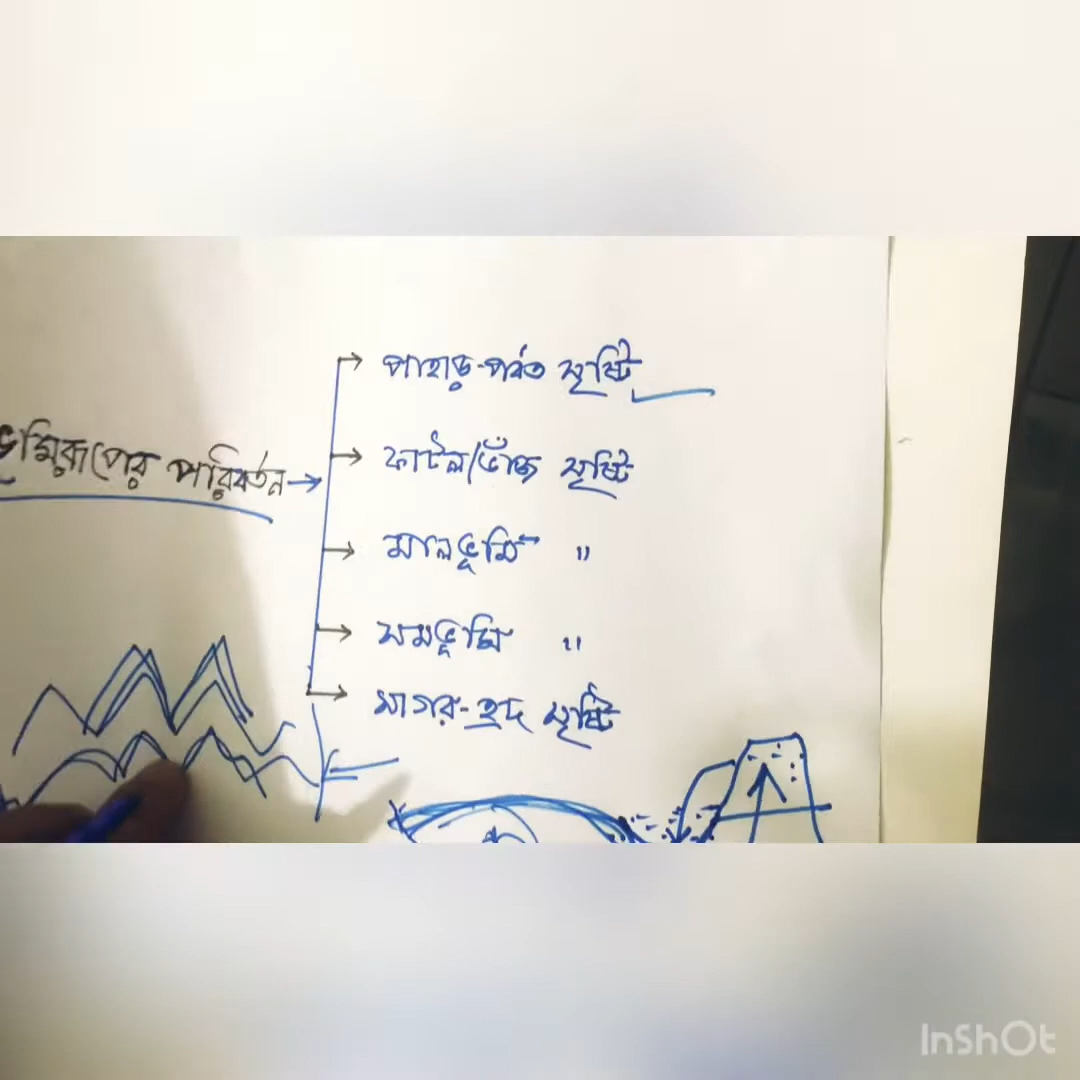 ভূমিরূপের পরিবর্তন
পাহাড়-পর্বত সৃষ্টি
ফাটল/ভাঁজ সৃষ্টি
মালভূমি "
সমভূমি "
সাগর-হ্রদ সৃষ্টি
InShOt